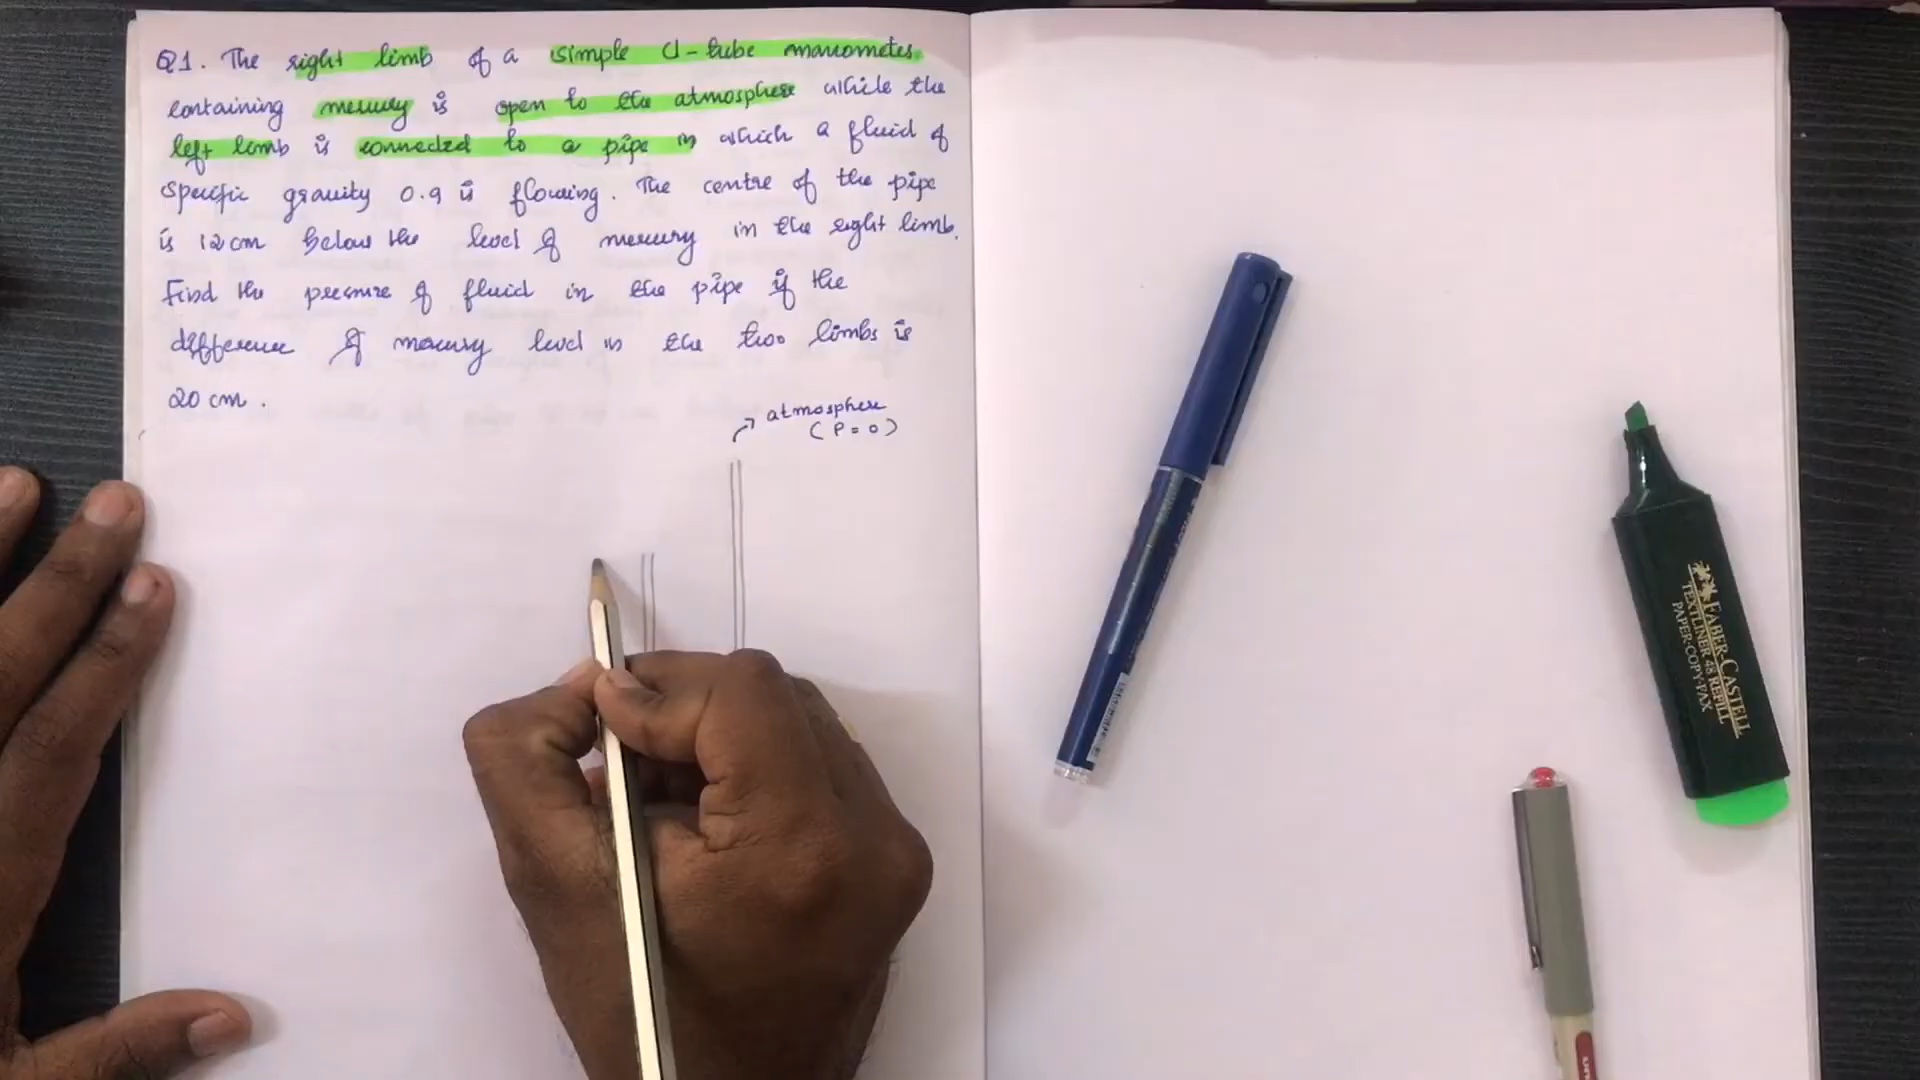 Q1. The right limb of a simple U-tube manometer
containing mercury is open to the atmosphere while the
left limb is connected to a pipe in which a fluid of
specific gravity 0.9 is flowing. The centre of the pipe
is 12 cm below the level of mercury in the right limb.
Find the pressure of fluid in the pipe if the
difference of mercury level in the two limbs is
20 cm.
atmosphere
(P = 0)
FABER-CASTELL
TEXTLINER 48 REFILL
PAPER-COPY-FAX